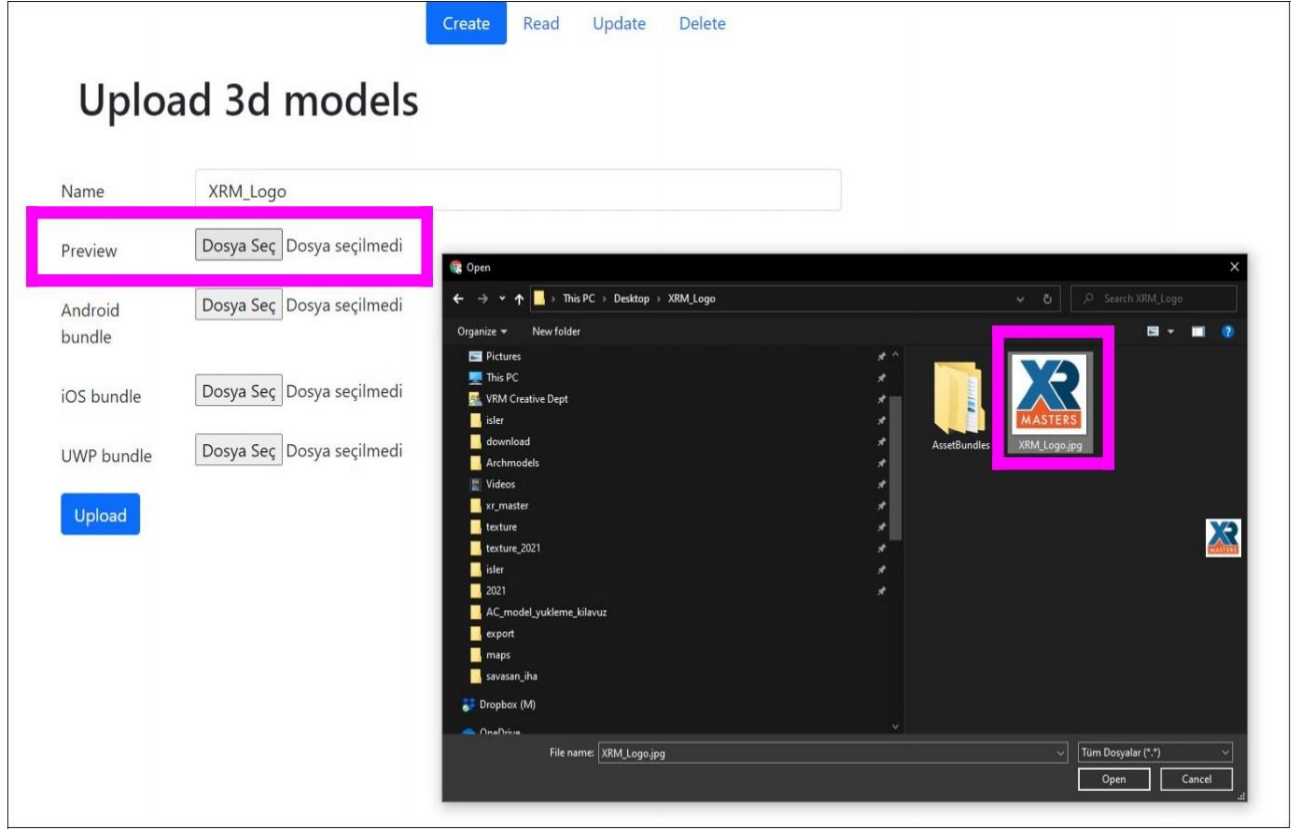 Create Read Update Delete
Upload 3d models
Name XRM_Logo
Preview Dosya Seç Dosya seçilmedi
Android bundle Dosya Seç Dosya seçilmedi
iOS bundle Dosya Seç Dosya seçilmedi
UWP bundle Dosya Seç Dosya seçilmedi
Upload
Open
This PC › Desktop › XRM_Logo
Search XRM_Logo
Organize New folder
Pictures
This PC
VRM Creative Dept
isler
download
Archmodels
Videos
xr_master
texture
texture_2021
isler
2021
AC_model_yukleme_kilavuz
export
maps
savasan_iha
Dropbox (M)
OneDrive
AssetBundles
XR
MASTERS
XRM_Logo.jpg
XR
MASTERS
File name: XRM_Logo.jpg
Tüm Dosyalar (*.*)
Open Cancel